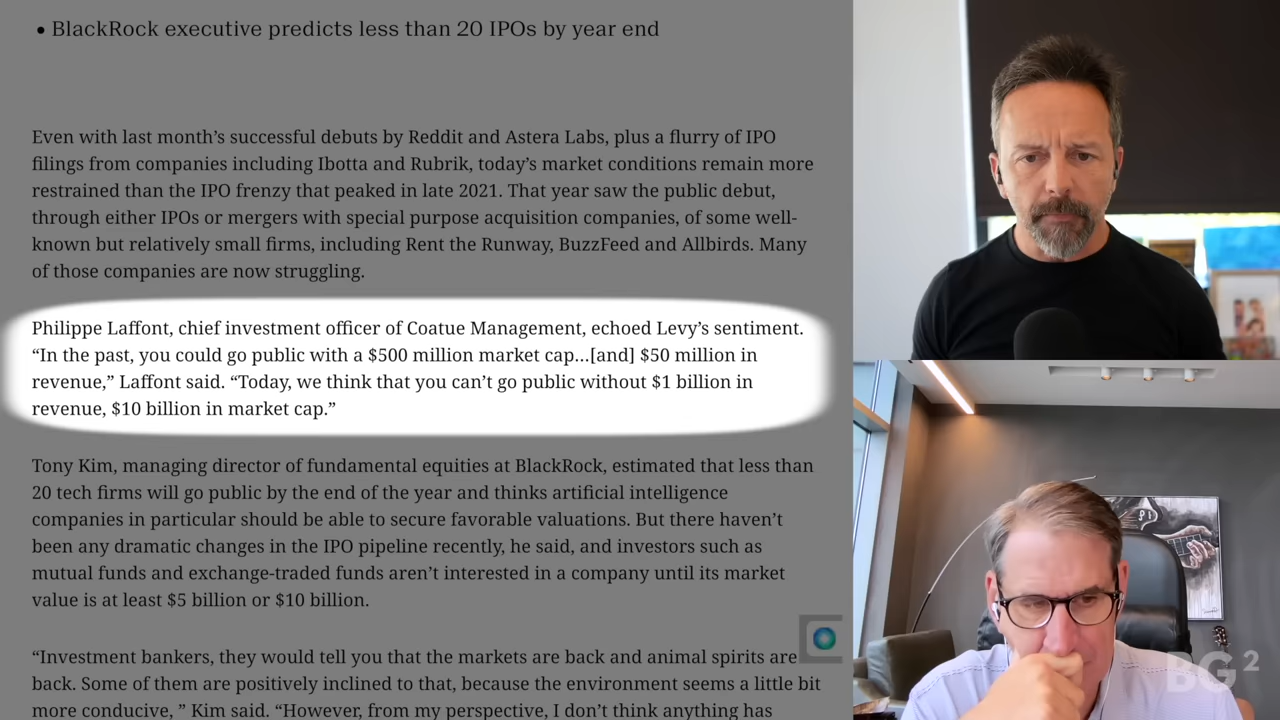 • BlackRock executive predicts less than 20 IPOs by year end
Even with last month’s successful debuts by Reddit and Astera Labs, plus a flurry of IPO
filings from companies including Ibotta and Rubrik, today’s market conditions remain more
restrained than the IPO frenzy that peaked in late 2021. That year saw the public debut,
through either IPOs or mergers with special purpose acquisition companies, of some well-
known but relatively small firms, including Rent the Runway, BuzzFeed and Allbirds. Many
of those companies are now struggling.
Philippe Laffont, chief investment officer of Coatue Management, echoed Levy’s sentiment.
“In the past, you could go public with a $500 million market cap…[and] $50 million in
revenue,” Laffont said. “Today, we think that you can’t go public without $1 billion in
revenue, $10 billion in market cap.”
Tony Kim, managing director of fundamental equities at BlackRock, estimated that less than
20 tech firms will go public by the end of the year and thinks artificial intelligence
companies in particular should be able to secure favorable valuations. But there haven’t
been any dramatic changes in the IPO pipeline recently, he said, and investors such as
mutual funds and exchange-traded funds aren’t interested in a company until its market
value is at least $5 billion or $10 billion.
“Investment bankers, they would tell you that the markets are back and animal spirits are
back. Some of them are positively inclined to that, because the environment seems a little bit
more conducive, ” Kim said. “However, from my perspective, I don’t think anything has
BG2